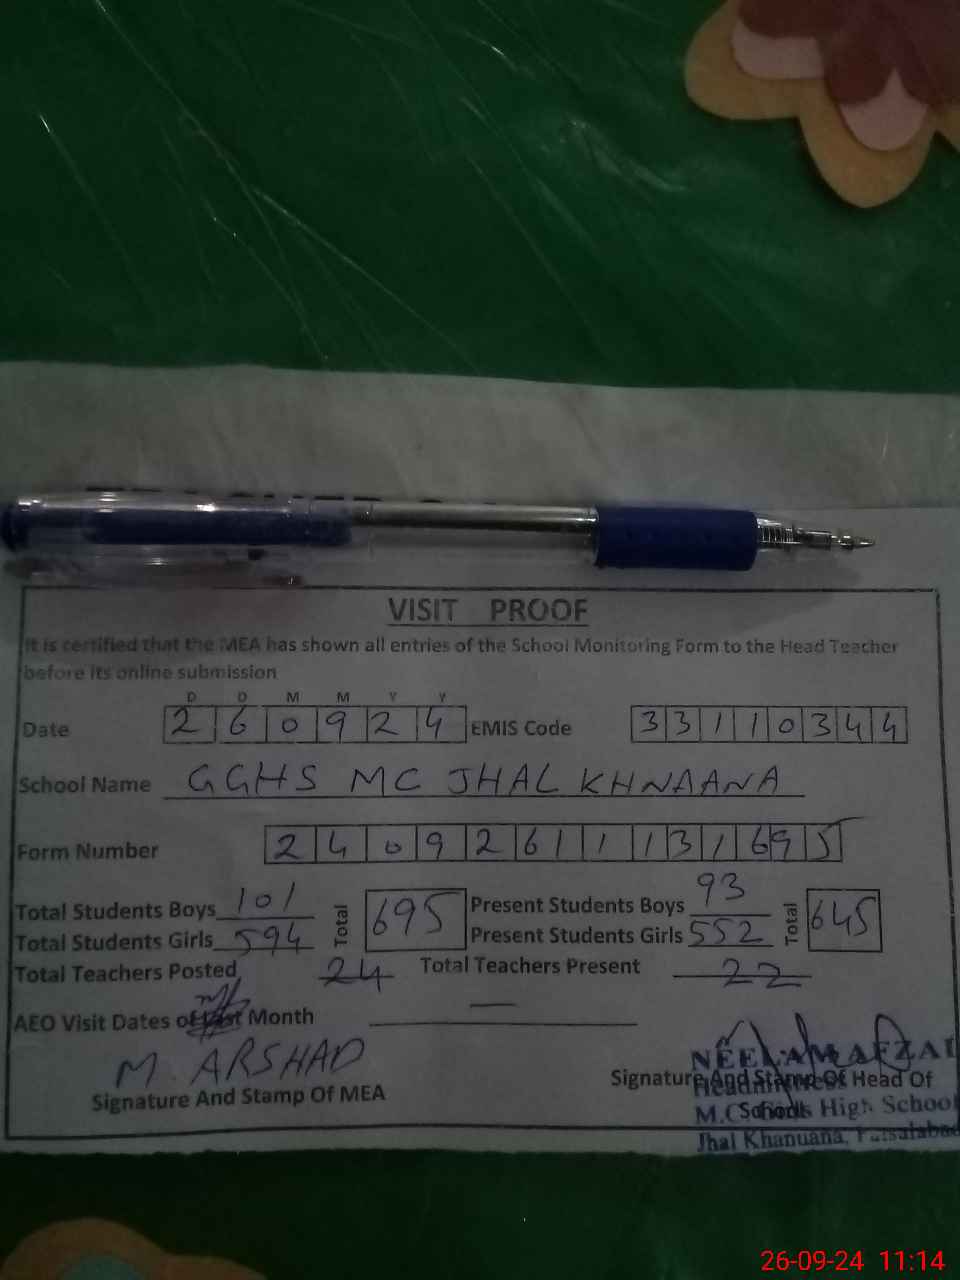 VISIT PROOF
It is certified that the MEA has shown all entries of the School Monitoring Form to the Head Teacher
before its online submission
D D M M Y Y
Date 2 6 0 9 2 4 EMIS Code 3 3 1 1 0 3 4 4
School Name GGHS MC JHAL KHNAANA
Form Number 2 4 0 9 2 6 1 1 1 3 1 6 9 5
Total Students Boys 101 Total 695 Present Students Boys 93 Total 645
Total Students Girls 594 Present Students Girls 552
Total Teachers Posted 24 Total Teachers Present 22
AEO Visit Dates of Last Month —
M. ARSHAD
Signature And Stamp Of MEA
Signature And Stamp Of Head Of
School
NEELAM AFZAL
Headmistress
M.C Girls High School
Jhal Khanuana, Faisalabad
26-09-24 11:14